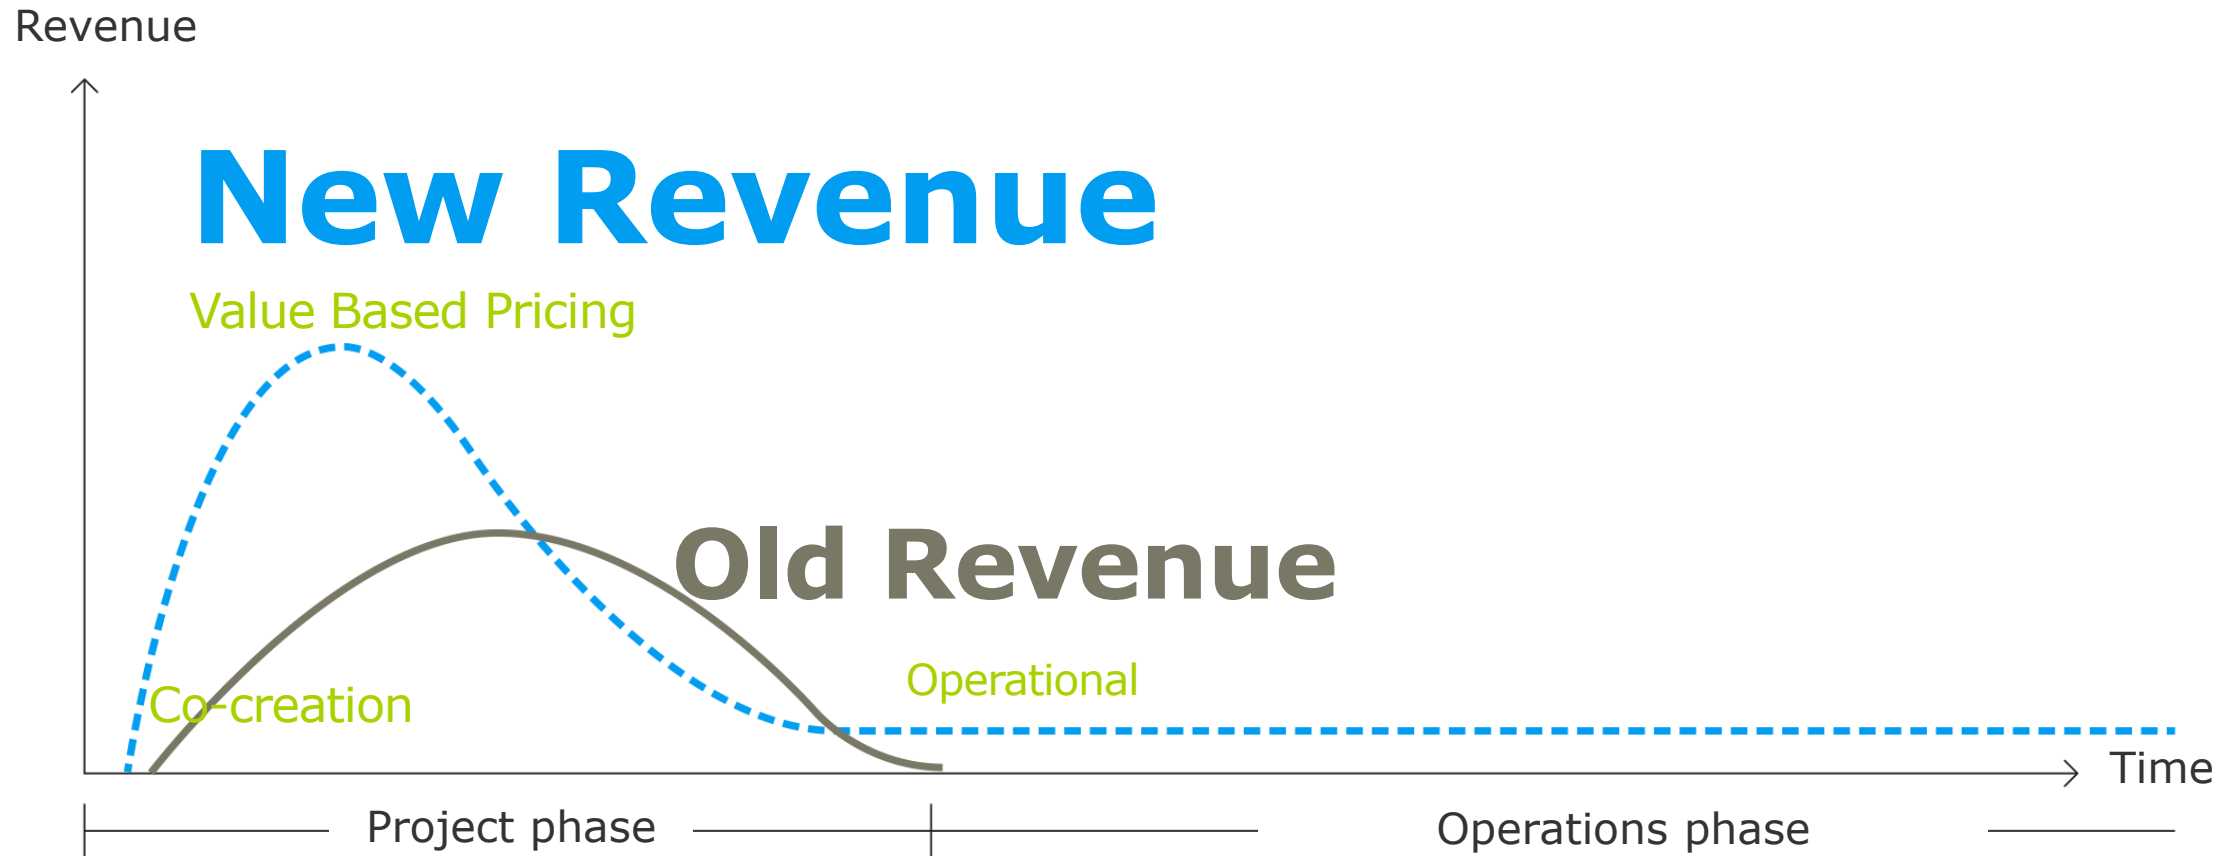 Revenue
New Revenue
Value Based Pricing
Old Revenue
Operational
Co-creation
Time
Project phase
Operations phase